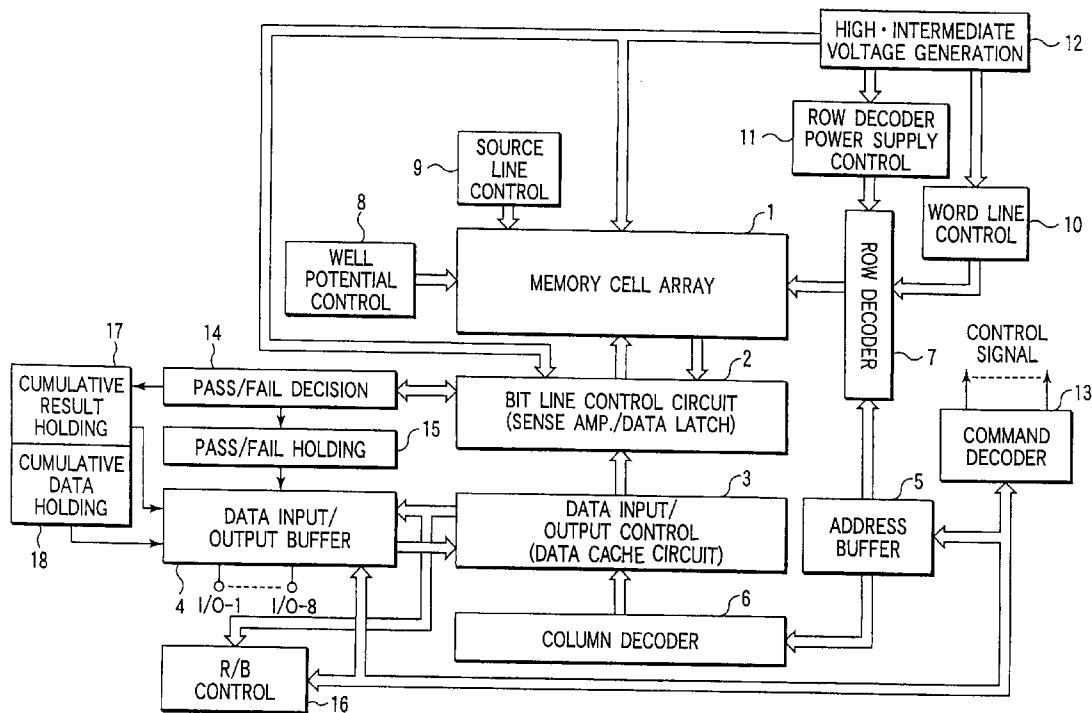 HIGH·INTERMEDIATE
VOLTAGE GENERATION
12
ROW DECODER
POWER SUPPLY
CONTROL
11
SOURCE
LINE
CONTROL
9
WORD LINE
CONTROL
10
8
WELL
POTENTIAL
CONTROL
1
MEMORY CELL ARRAY
ROW DECODER
7
CONTROL
SIGNAL
13
COMMAND
DECODER
17
CUMULATIVE
RESULT
HOLDING
14
PASS/FAIL DECISION
2
BIT LINE CONTROL CIRCUIT
(SENSE AMP./DATA LATCH)
PASS/FAIL HOLDING
15
CUMULATIVE
DATA
HOLDING
18
DATA INPUT/
OUTPUT BUFFER
4
I/O-1
I/O-8
3
DATA INPUT/
OUTPUT CONTROL
(DATA CACHE CIRCUIT)
5
ADDRESS
BUFFER
6
COLUMN DECODER
R/B
CONTROL
16